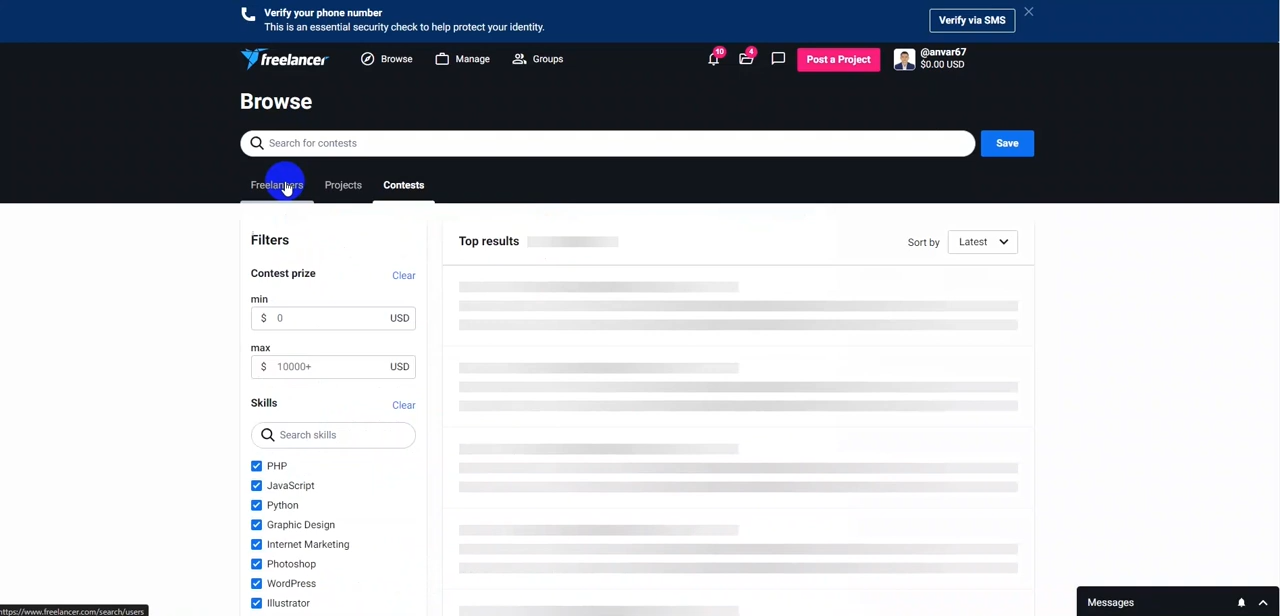 Verify your phone number
This is an essential security check to help protect your identity.
Verify via SMS
freelancer
Browse
Manage
Groups
10
4
Post a Project
@anvar67
$0.00 USD
Browse
Search for contests
Save
Freelancers
Projects
Contests
Filters
Top results
Sort by
Latest
Contest prize
Clear
min
$ 0 USD
max
$ 10000+ USD
Skills
Clear
Search skills
PHP
JavaScript
Python
Graphic Design
Internet Marketing
Photoshop
WordPress
Illustrator
Messages
https://www.freelancer.com/search/users